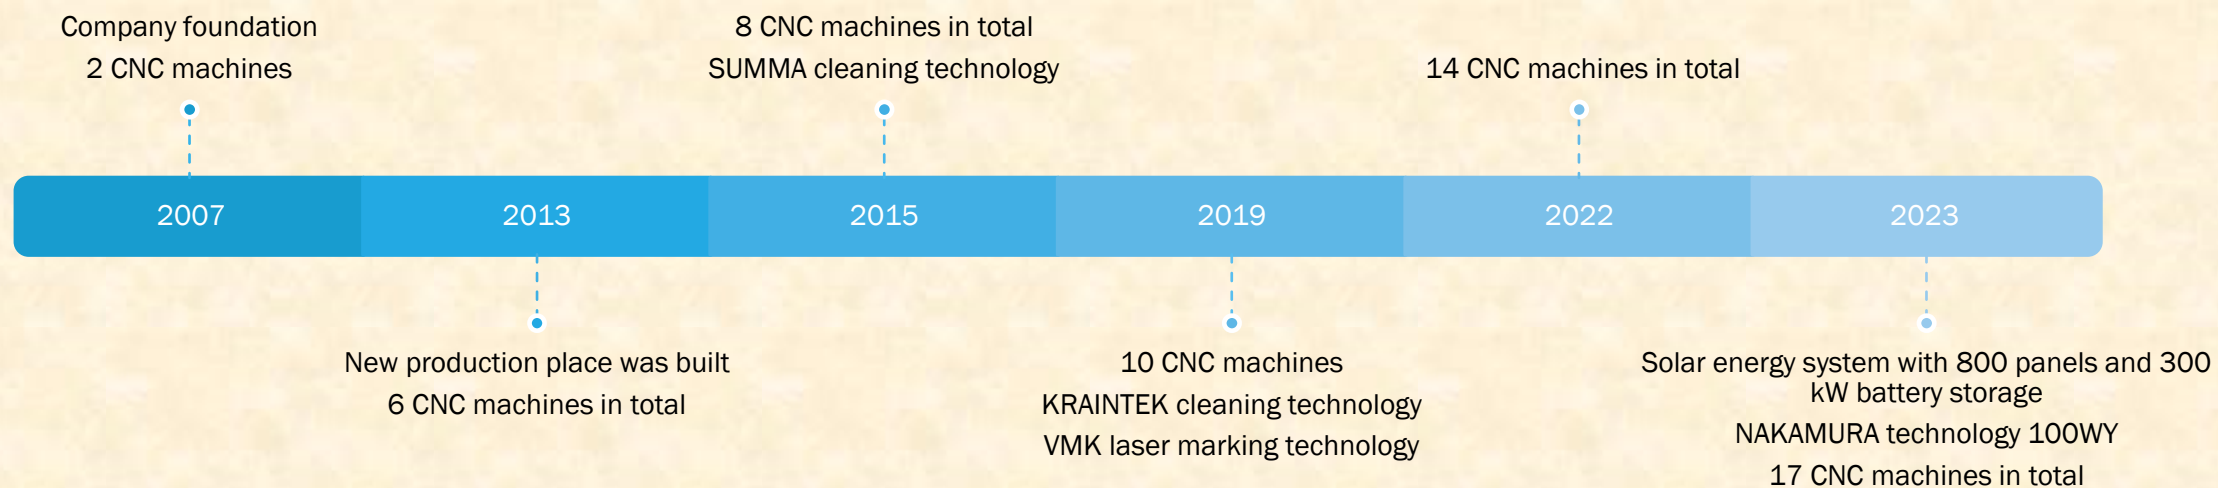 Company foundation
2 CNC machines
8 CNC machines in total
SUMMA cleaning technology
14 CNC machines in total
2007
2013
2015
2019
2022
2023
New production place was built
6 CNC machines in total
10 CNC machines
KRAINTEK cleaning technology
VMK laser marking technology
Solar energy system with 800 panels and 300
kW battery storage
NAKAMURA technology 100WY
17 CNC machines in total